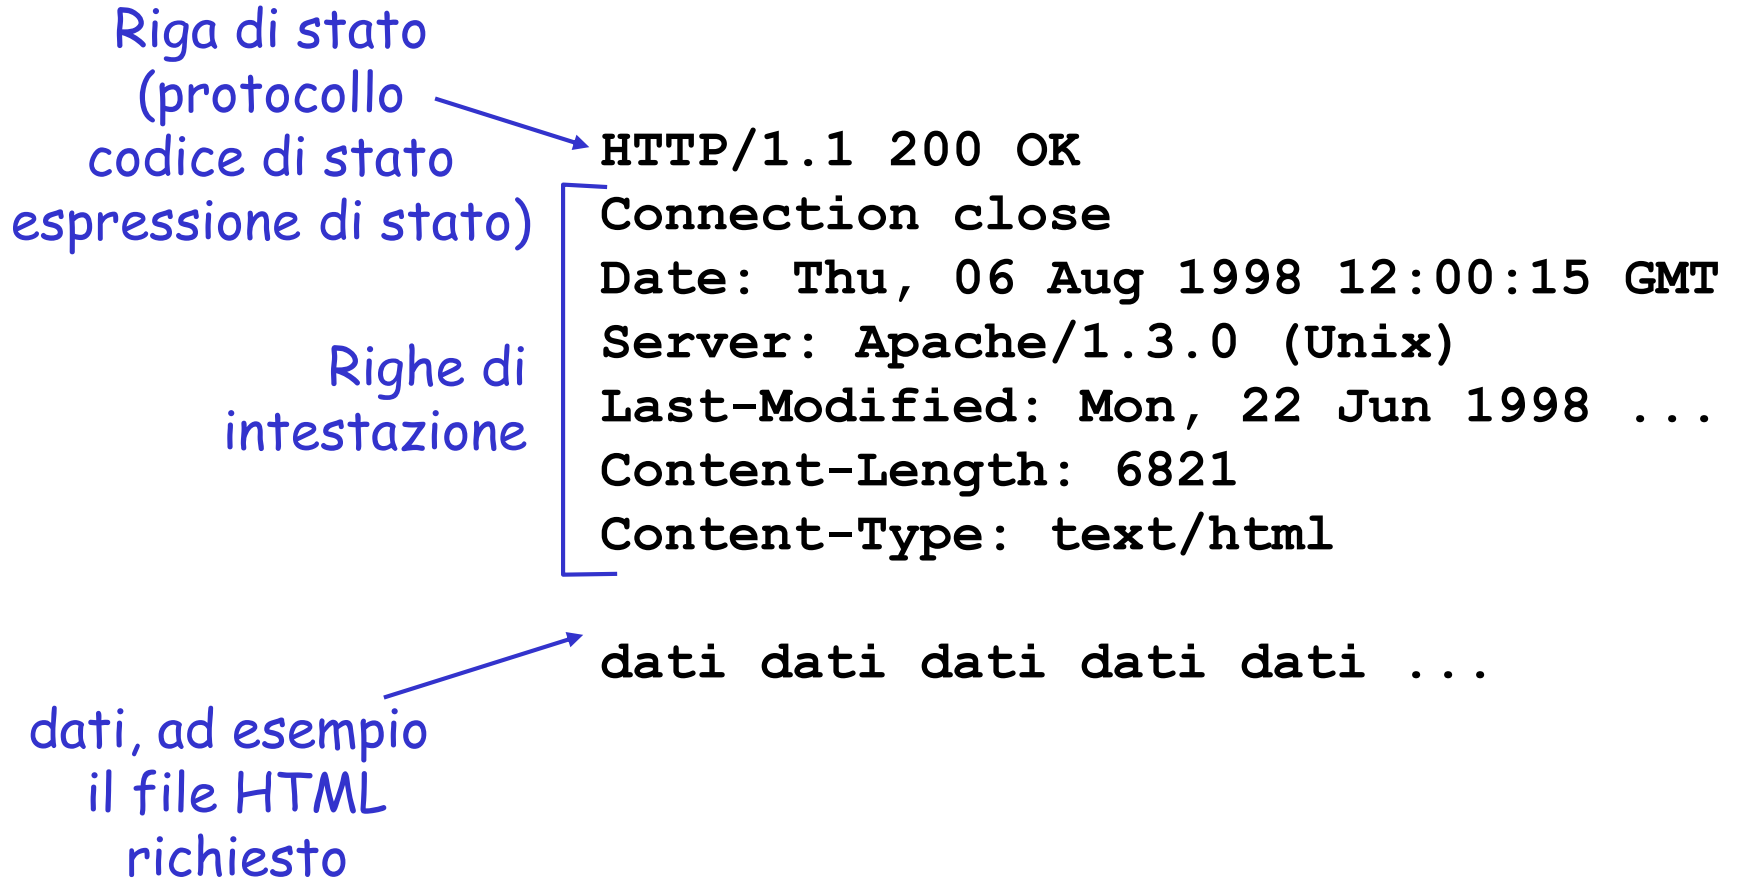 Riga di stato
(protocollo
codice di stato
espressione di stato)
HTTP/1.1 200 OK
Connection close
Date: Thu, 06 Aug 1998 12:00:15 GMT
Server: Apache/1.3.0 (Unix)
Last-Modified: Mon, 22 Jun 1998 ...
Content-Length: 6821
Content-Type: text/html
Righe di
intestazione
dati dati dati dati dati ...
dati, ad esempio
il file HTML
richiesto